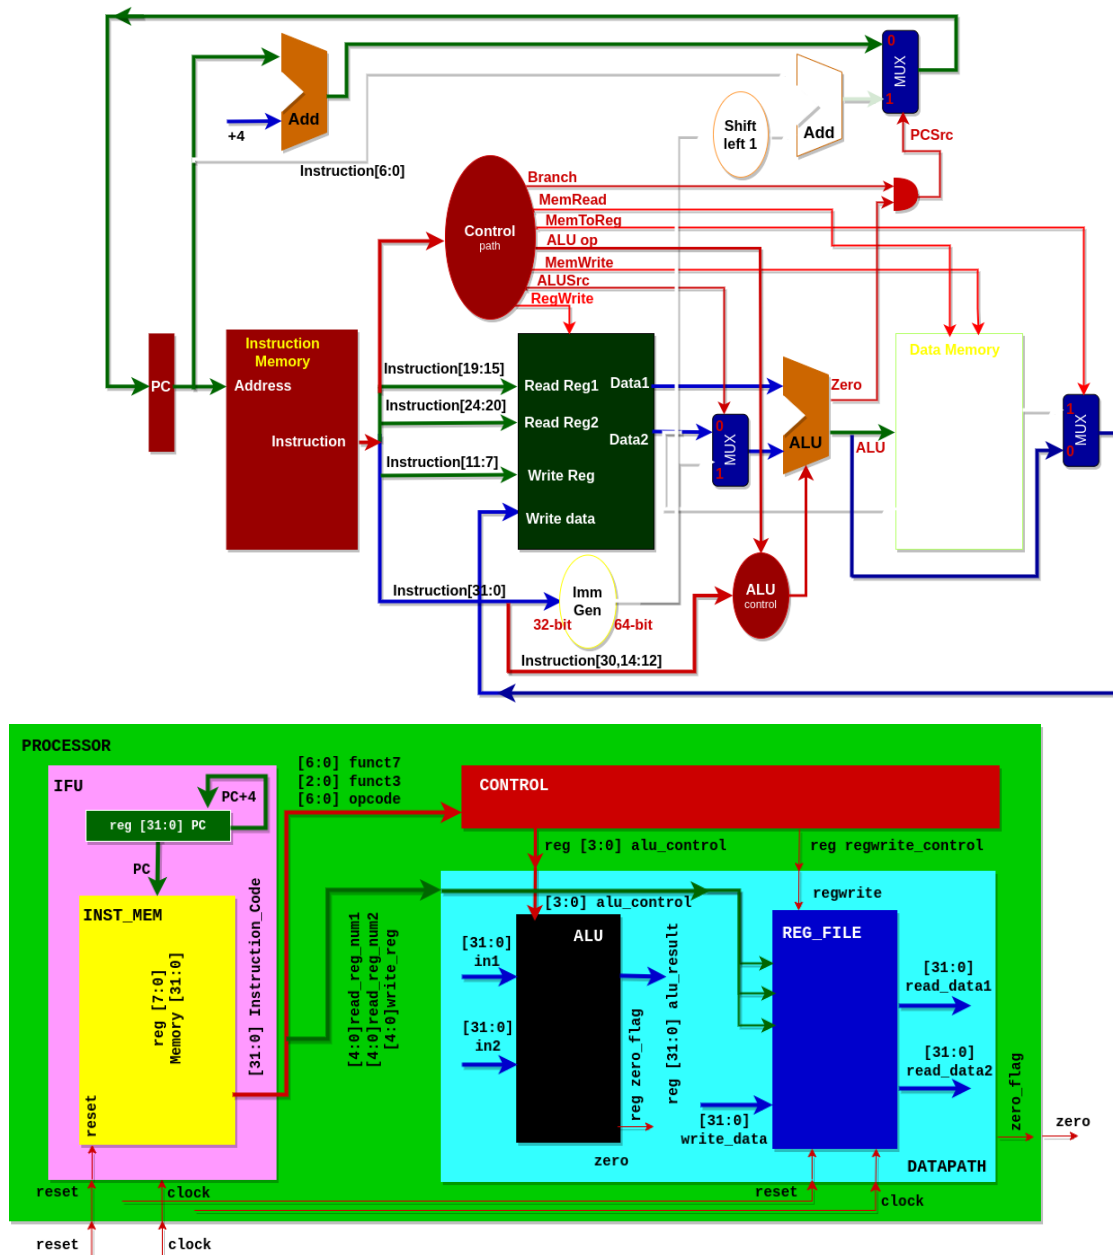 0
MUX
1
PCSrc
Add
+4
Shift
left 1
Add
Instruction[6:0]
Branch
MemRead
MemToReg
ALU op
MemWrite
ALUSrc
RegWrite
Control
path
PC
Instruction
Memory
Address
Instruction
Instruction[19:15]
Instruction[24:20]
Instruction[11:7]
Read Reg1
Read Reg2
Write Reg
Write data
Data1
Data2
0
MUX
1
Zero
ALU
ALU
Data Memory
1
MUX
0
Instruction[31:0]
Imm
Gen
32-bit
64-bit
ALU
control
Instruction[30,14:12]
PROCESSOR
IFU
PC+4
reg [31:0] PC
PC
INST_MEM
reg [7:0]
Memory [31:0]
reset
[31:0] Instruction_Code
[6:0] funct7
[2:0] funct3
[6:0] opcode
CONTROL
reg [3:0] alu_control
reg regwrite_control
[4:0]read_reg_num1
[4:0]read_reg_num2
[4:0]write_reg
[3:0] alu_control
regwrite
ALU
[31:0]
in1
[31:0]
in2
reg zero_flag
reg [31:0] alu_result
zero
REG_FILE
[31:0]
read_data1
[31:0]
read_data2
[31:0]
write_data
DATAPATH
zero_flag
zero
reset
clock
reset
clock
reset
clock